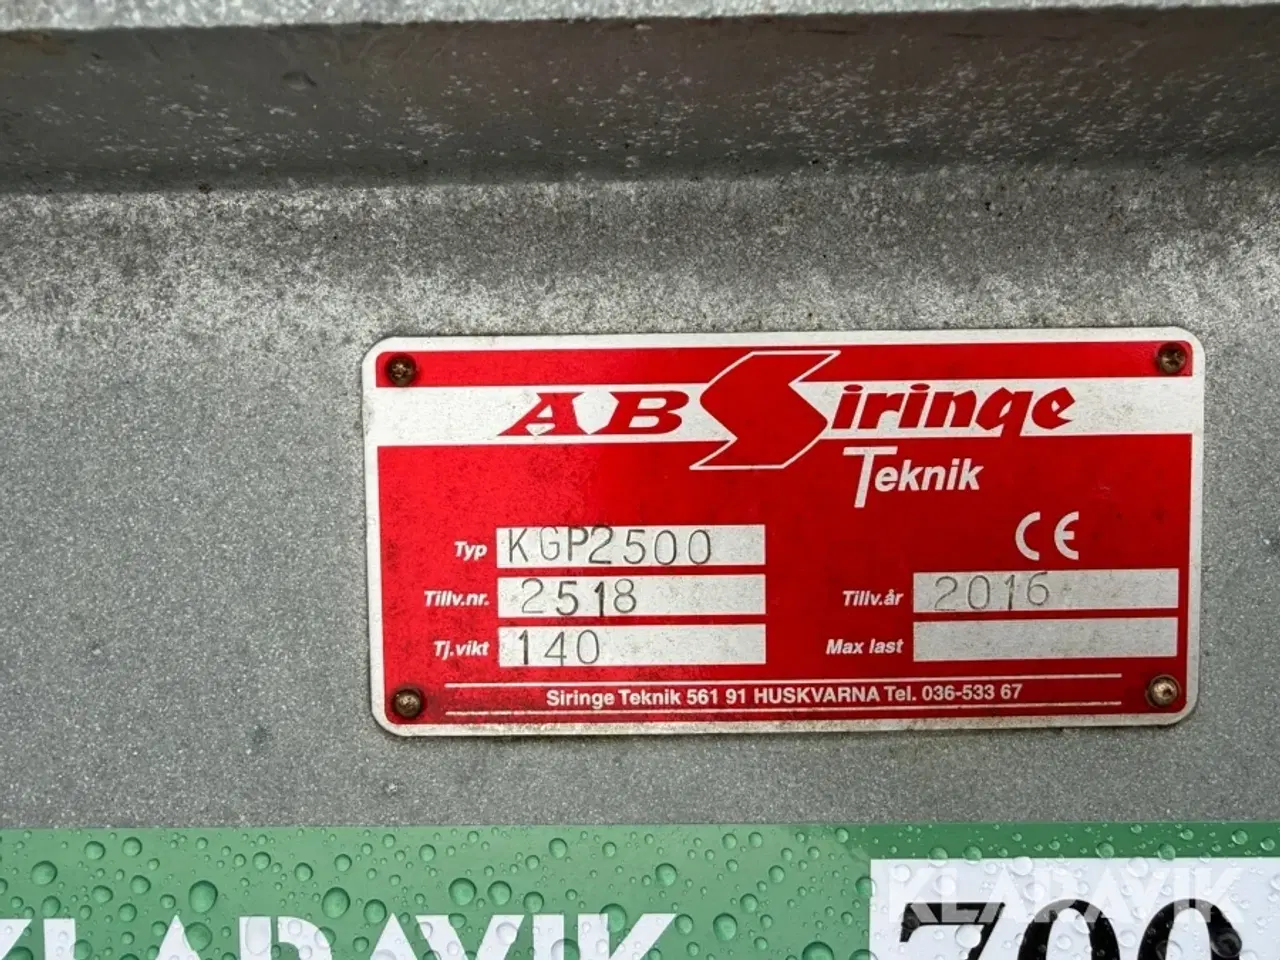 AB Siringe
Teknik
Typ KGP2500
Tillv.nr. 2518 Tillv.år 2016
Tj.vikt 140 Max last
Siringe Teknik 561 91 HUSKVARNA Tel. 036-533 67
KLARAVIK
KLARAVIK